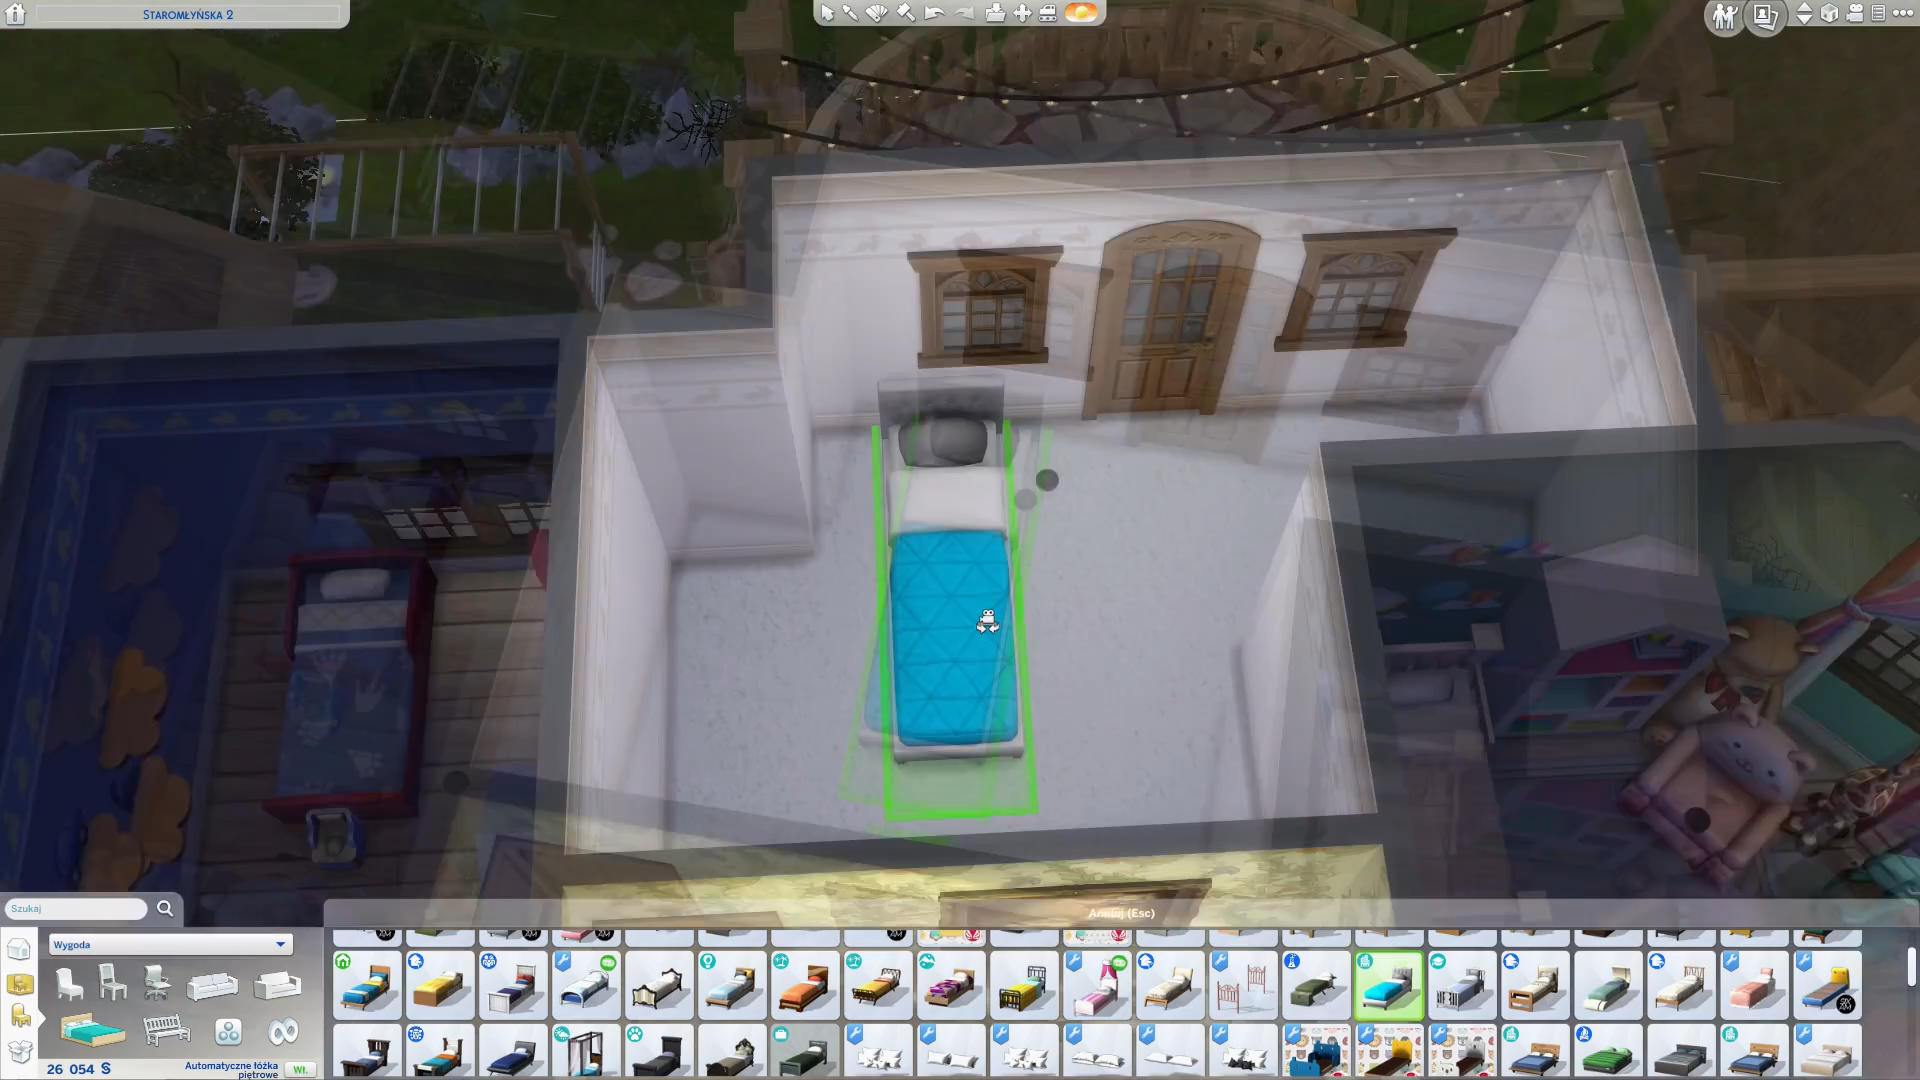 Staromłyńska 2
Szukaj
Anuluj (Esc)
Wygoda
26 054 §
Automatyczne łóżka
piętrowe
Wł.